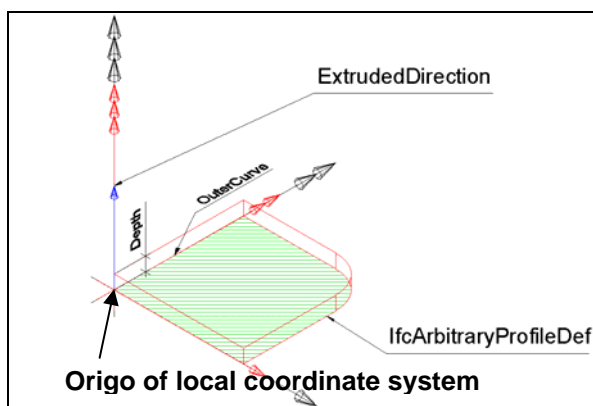 ExtrudedDirection
OuterCurve
Depth
IfcArbitraryProfileDef
Origo of local coordinate system